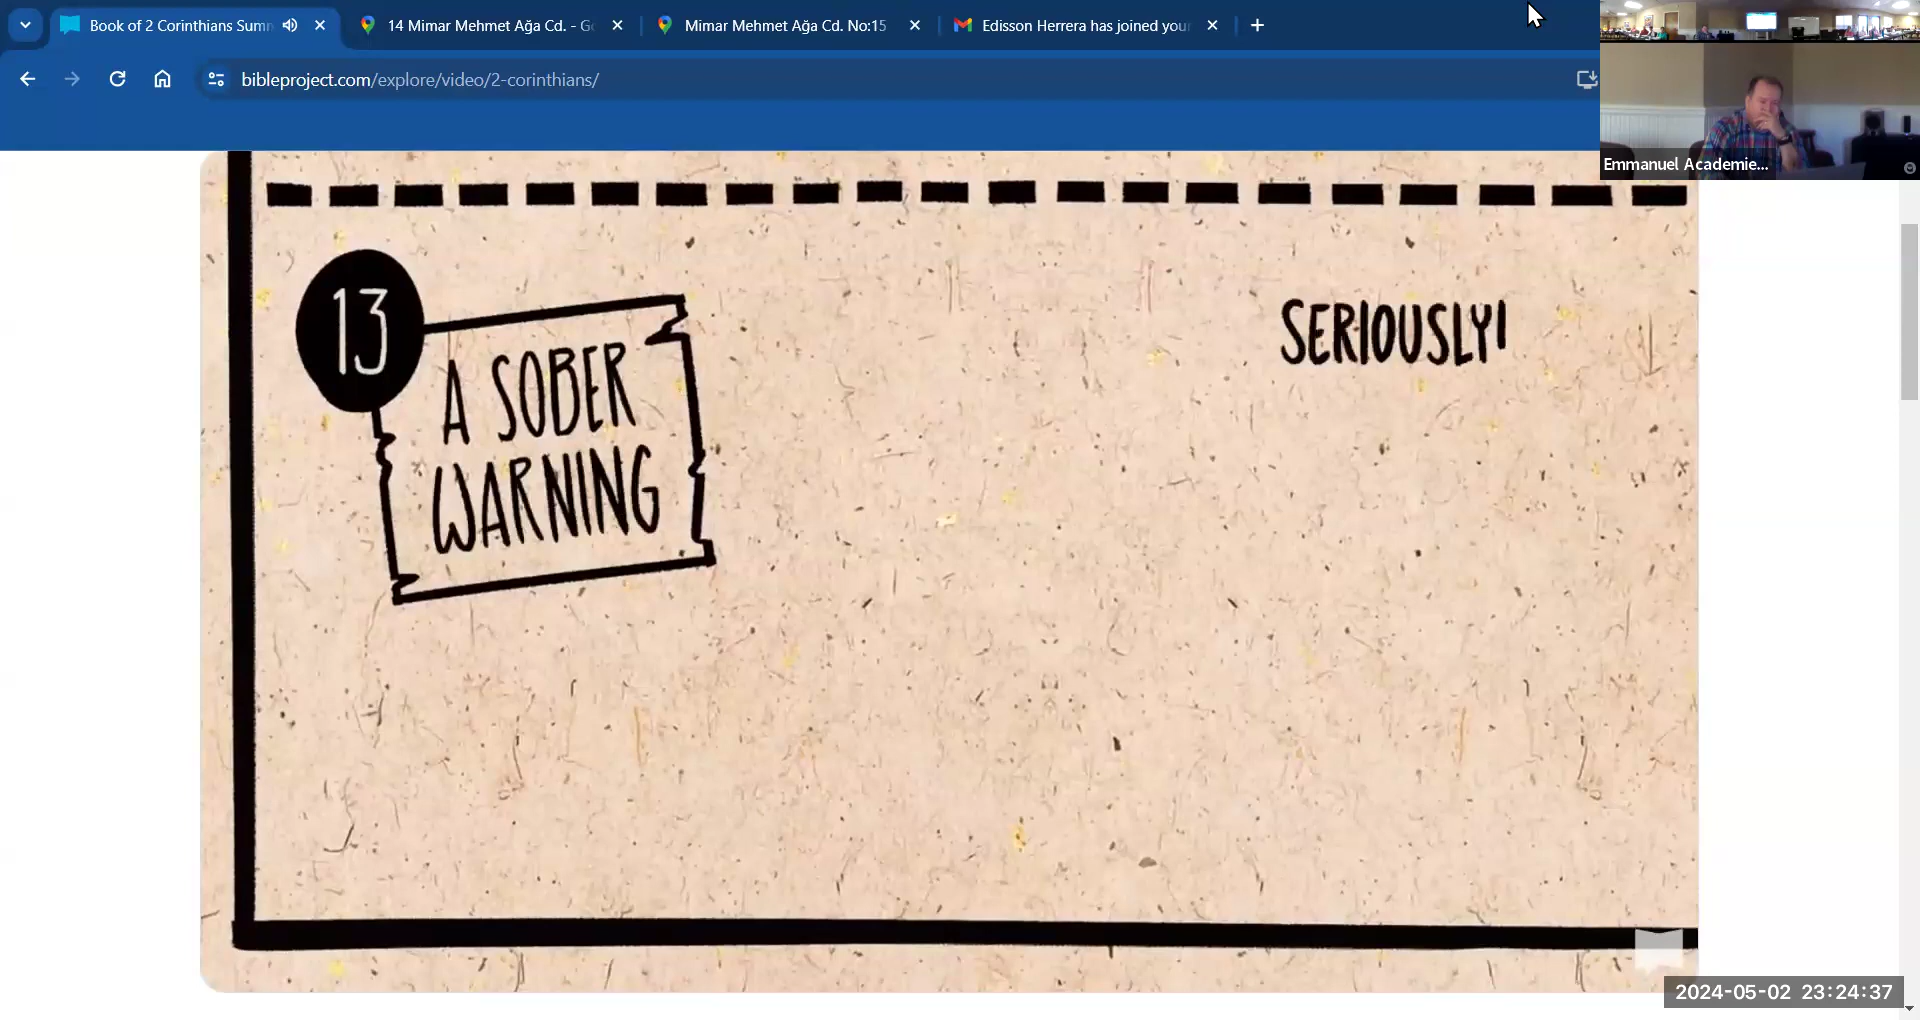 Book of 2 Corinthians Sum
14 Mimar Mehmet Ağa Cd. - Go
Mimar Mehmet Ağa Cd. No:15
Edisson Herrera has joined your
bibleproject.com/explore/video/2-corinthians/
Emmanuel Academie...
13
A SOBER
WARNING
SERIOUSLY!
2024-05-02 23:24:37